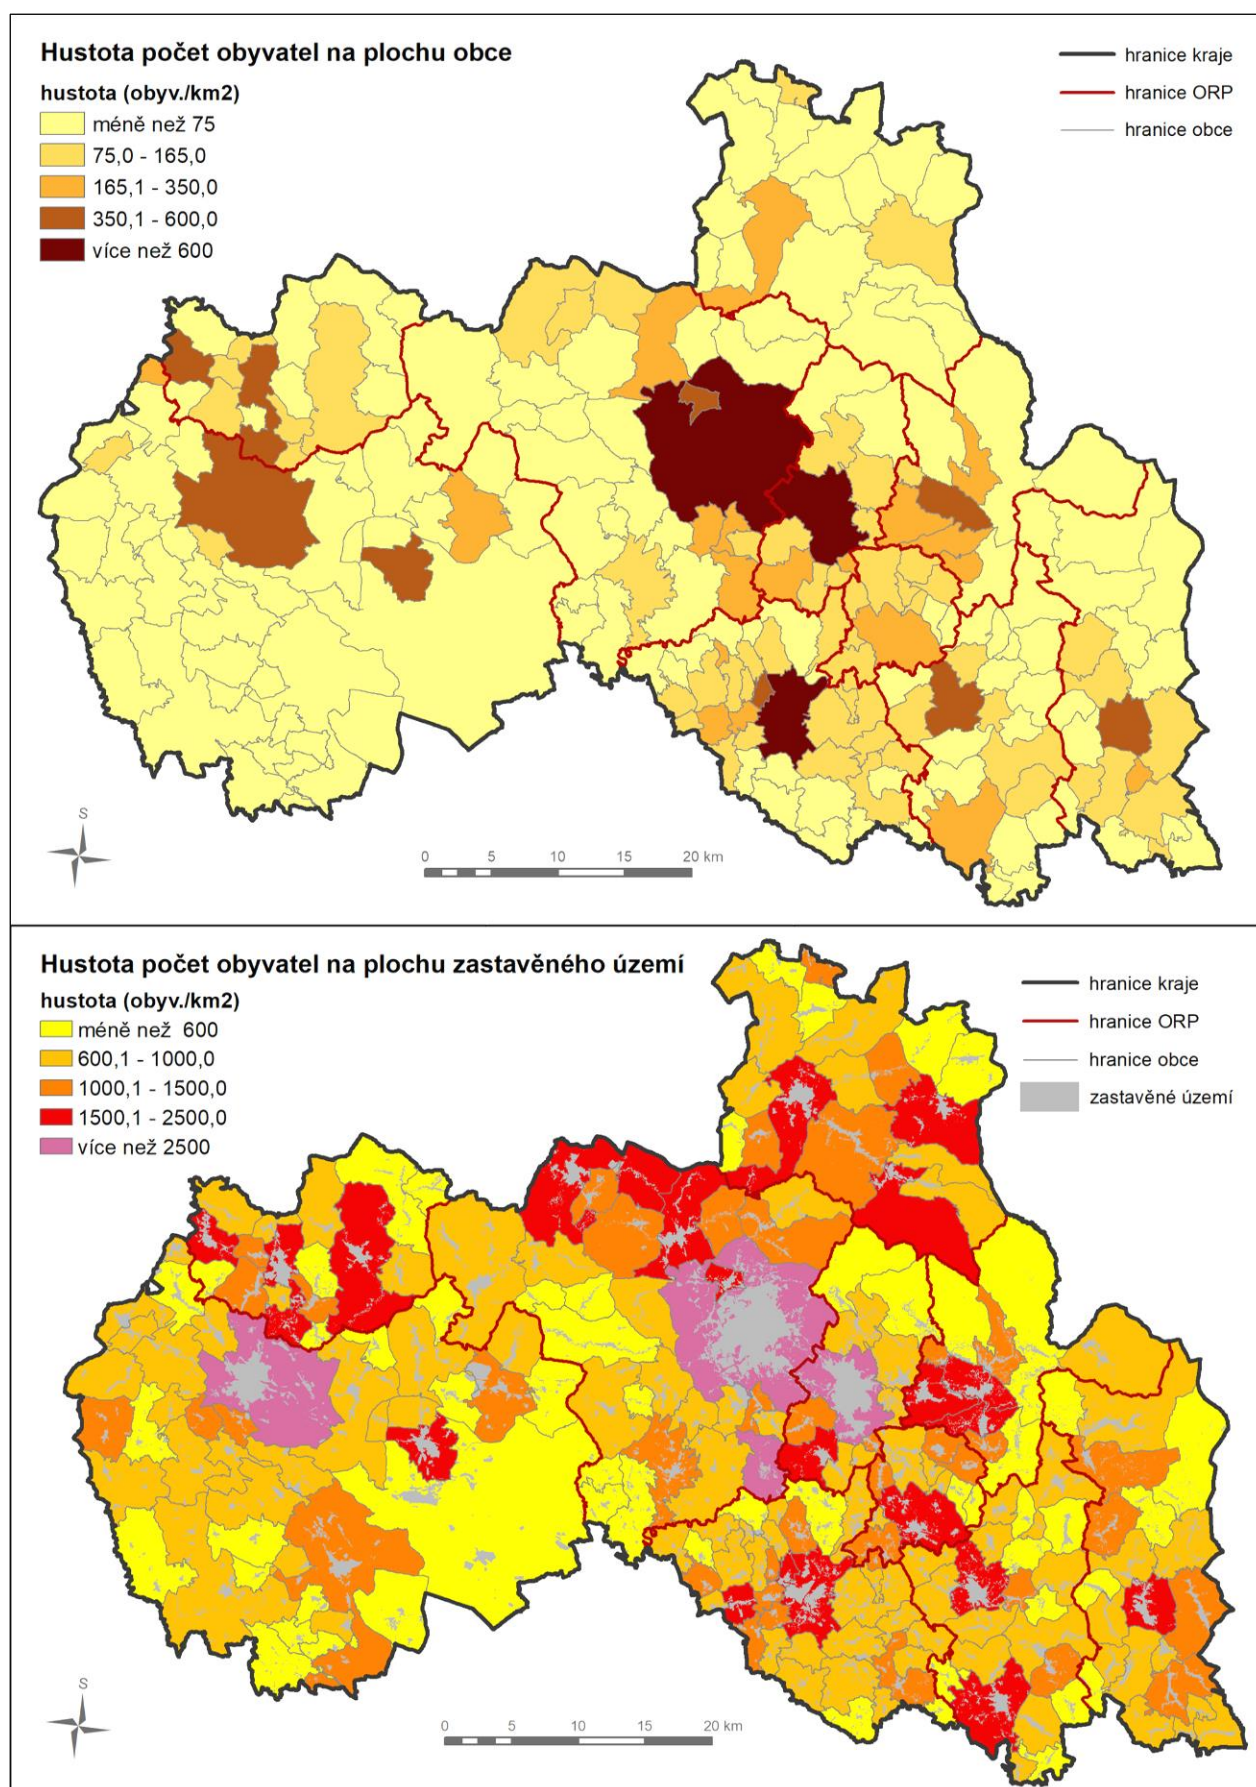 Hustota počet obyvatel na plochu obce
hustota (obyv./km2)
méně než 75
75,0 - 165,0
165,1 - 350,0
350,1 - 600,0
více než 600
hranice kraje
hranice ORP
hranice obce
S
0 5 10 15 20 km
Hustota počet obyvatel na plochu zastavěného území
hustota (obyv./km2)
méně než 600
600,1 - 1000,0
1000,1 - 1500,0
1500,1 - 2500,0
více než 2500
hranice kraje
hranice ORP
hranice obce
zastavěné území
S
0 5 10 15 20 km